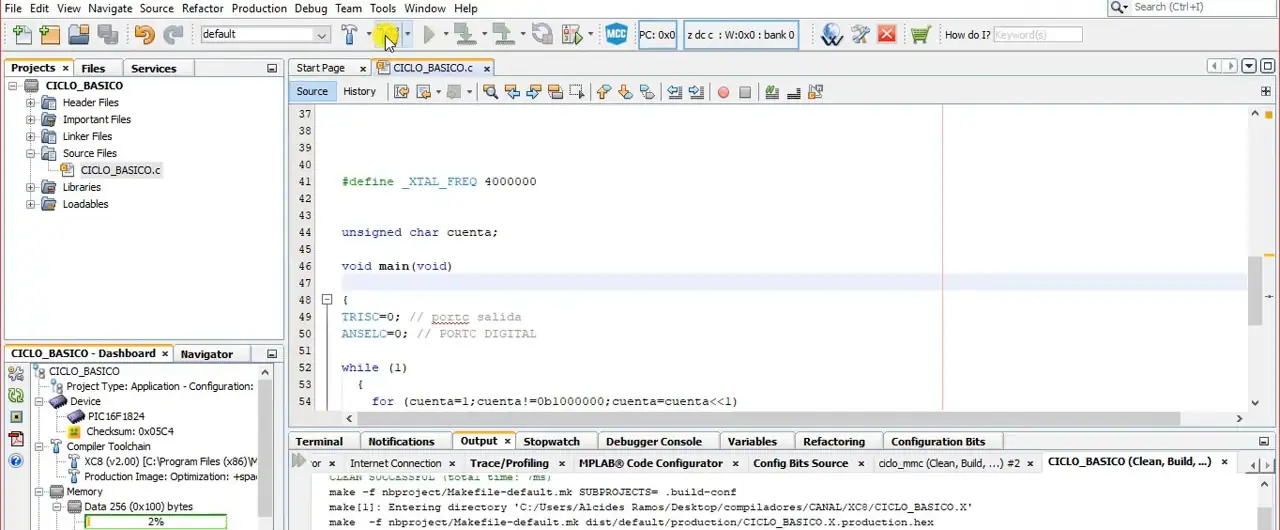 File Edit View Navigate Source Refactor Production Debug Team Tools Window Help
Search (Ctrl+I)
default
MCC
PC: 0x0
z dc c : W:0x0 : bank 0
How do I? Keyword(s)
Projects x Files Services
Start Page x CICLO_BASICO.c x
CICLO_BASICO
Header Files
Important Files
Linker Files
Source Files
CICLO_BASICO.c
Libraries
Loadables
Source History
37
38
39
40
41 #define _XTAL_FREQ 4000000
42
43
44 unsigned char cuenta;
45
46 void main(void)
47
48 {
49 TRISC=0; // portc salida
50 ANSELC=0; // PORTC DIGITAL
51
52 while (1)
53 {
54 for (cuenta=1;cuenta!=0b1000000;cuenta=cuenta<<1)
CICLO_BASICO - Dashboard x Navigator
CICLO_BASICO
Project Type: Application - Configuration:
Device
PIC16F1824
Checksum: 0x05C4
Compiler Toolchain
XC8 (v2.00) [C:\Program Files (x86)\M
Production Image: Optimization: +spa
Memory
Data 256 (0x100) bytes
2%
Terminal Notifications Output x Stopwatch Debugger Console Variables Refactoring Configuration Bits
or x Internet Connection x Trace/Profiling x MPLAB® Code Configurator x Config Bits Source x ciclo_mmc (Clean, Build, ...) #2 x CICLO_BASICO (Clean, Build, ...) x
CLEAN SUCCESSFUL (total time: 7ms)
make -f nbproject/Makefile-default.mk SUBPROJECTS= .build-conf
make[1]: Entering directory 'C:/Users/Alcides Ramos/Desktop/compiladores/CANAL/XC8/CICLO_BASICO.X'
make -f nbproject/Makefile-default.mk dist/default/production/CICLO_BASICO.X.production.hex